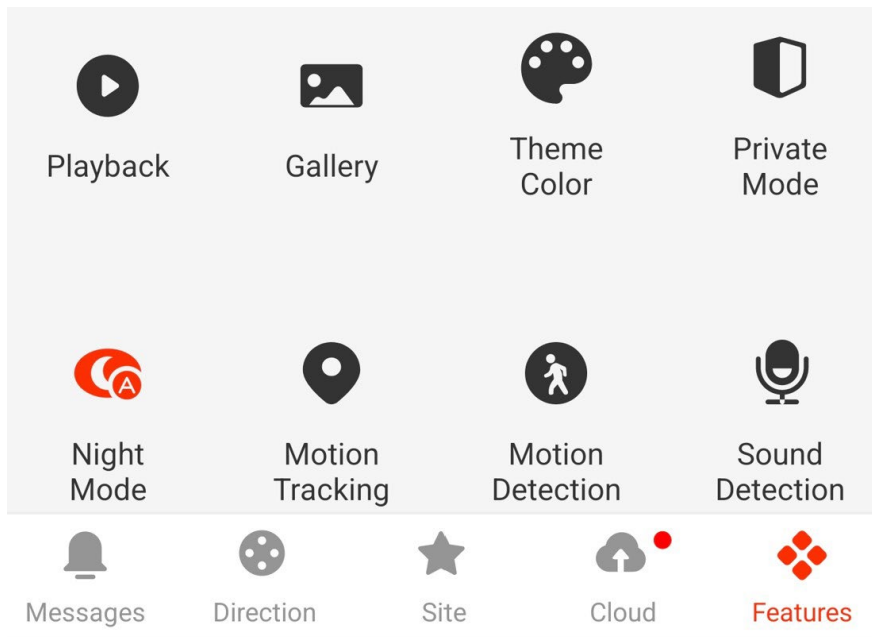 Playback
Gallery
Theme
Color
Private
Mode
Night
Mode
Motion
Tracking
Motion
Detection
Sound
Detection
A
Messages
Direction
Site
Cloud
Features